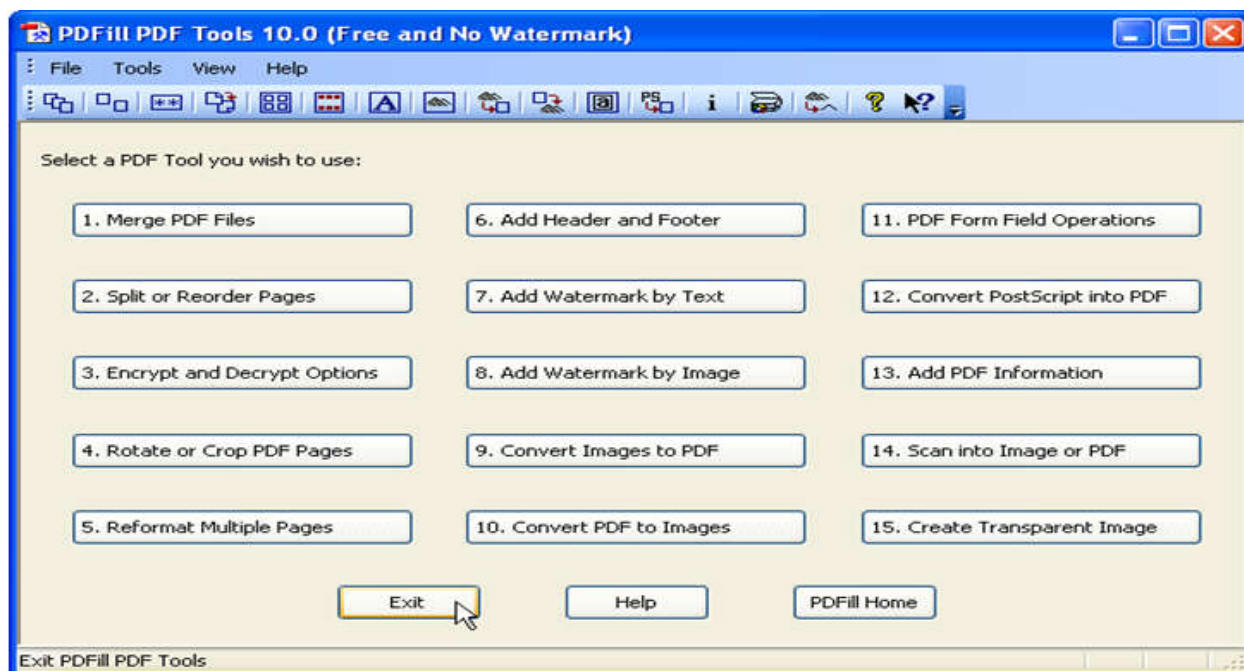 PDFill PDF Tools 10.0 (Free and No Watermark)
File Tools View Help
Select a PDF Tool you wish to use:
1. Merge PDF Files
2. Split or Reorder Pages
3. Encrypt and Decrypt Options
4. Rotate or Crop PDF Pages
5. Reformat Multiple Pages
6. Add Header and Footer
7. Add Watermark by Text
8. Add Watermark by Image
9. Convert Images to PDF
10. Convert PDF to Images
11. PDF Form Field Operations
12. Convert PostScript into PDF
13. Add PDF Information
14. Scan into Image or PDF
15. Create Transparent Image
Exit Help PDFill Home
Exit PDFill PDF Tools